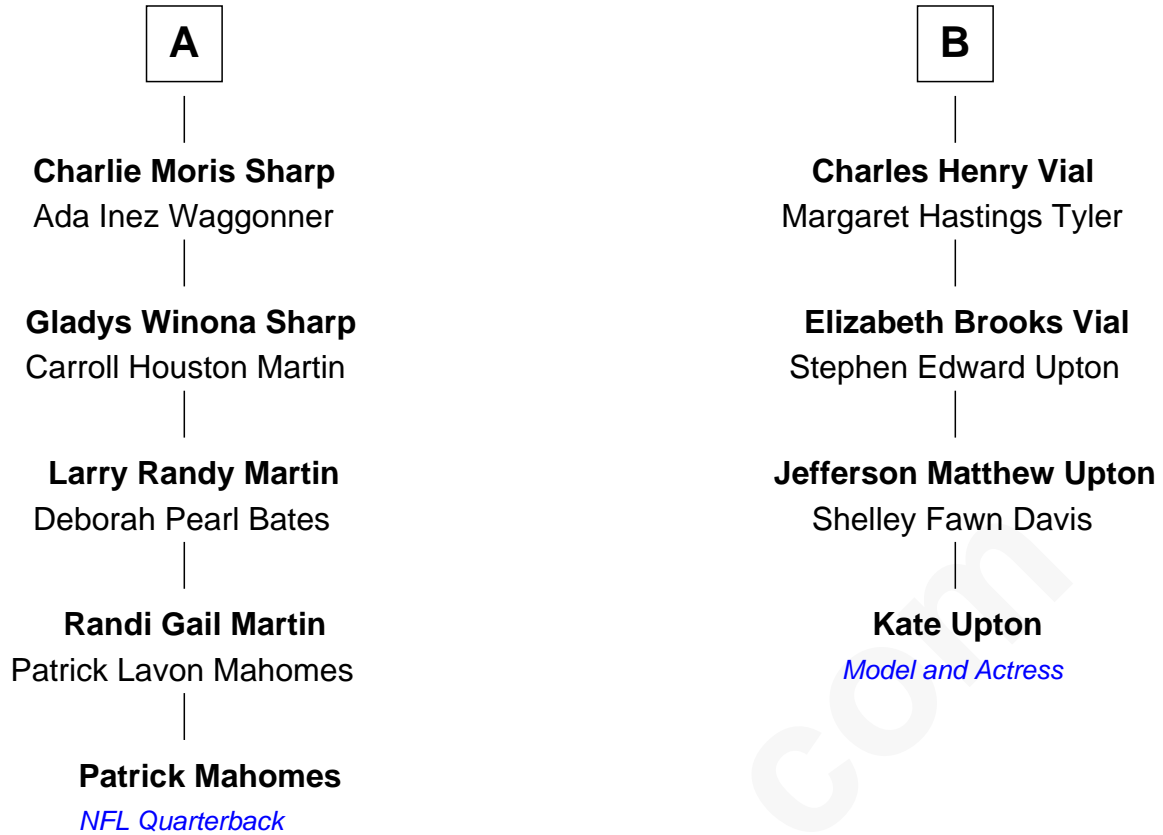 A
Charlie Moris Sharp
Ada Inez Waggonner
Gladys Winona Sharp
Carroll Houston Martin
Larry Randy Martin
Deborah Pearl Bates
Randi Gail Martin
Patrick Lavon Mahomes
Patrick Mahomes
NFL Quarterback
B
Charles Henry Vial
Margaret Hastings Tyler
Elizabeth Brooks Vial
Stephen Edward Upton
Jefferson Matthew Upton
Shelley Fawn Davis
Kate Upton
Model and Actress
com